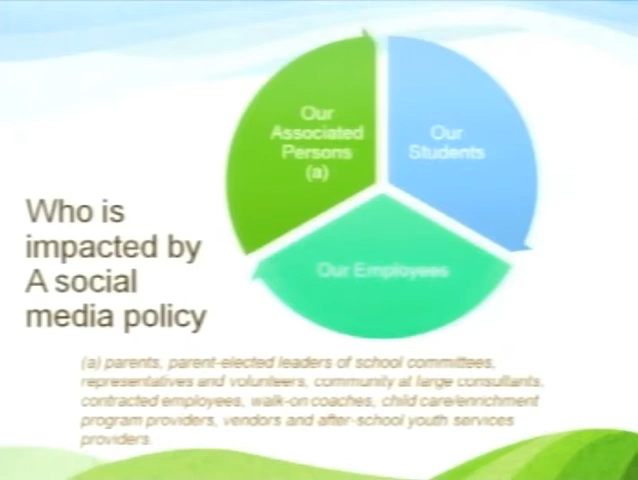 Our
Associated
Persons
(a)
Our
Students
Our Employees
Who is
impacted by
A social
media policy
(a) parents, parent-elected leaders of school committees,
representatives and volunteers, community at large consultants,
contracted employees, walk-on coaches, child care/enrichment
program providers, vendors and after-school youth services
providers